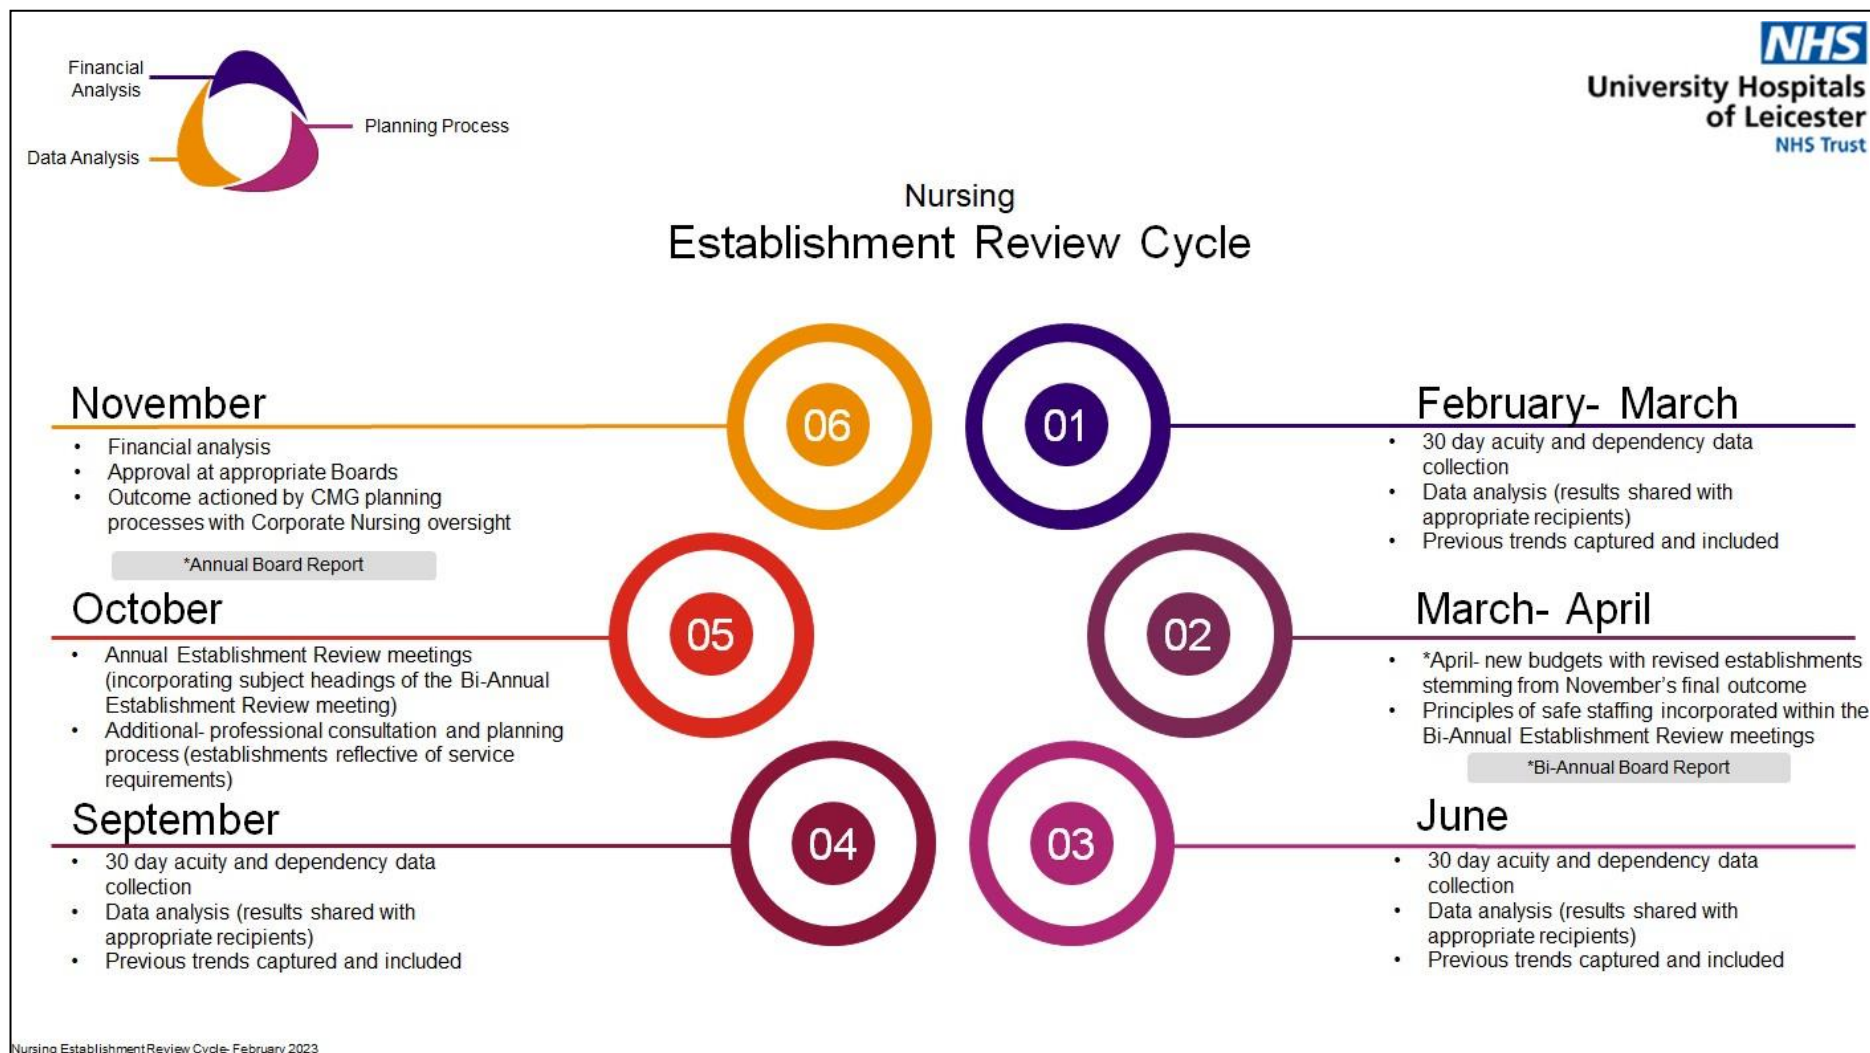 Financial
Analysis
Planning Process
Data Analysis
NHS
University Hospitals
of Leicester
NHS Trust
Nursing
Establishment Review Cycle
01
February- March
• 30 day acuity and dependency data
collection
• Data analysis (results shared with
appropriate recipients)
• Previous trends captured and included
02
March- April
• *April- new budgets with revised establishments
stemming from November's final outcome
• Principles of safe staffing incorporated within the
Bi-Annual Establishment Review meetings
*Bi-Annual Board Report
03
June
• 30 day acuity and dependency data
collection
• Data analysis (results shared with
appropriate recipients)
• Previous trends captured and included
04
September
• 30 day acuity and dependency data
collection
• Data analysis (results shared with
appropriate recipients)
• Previous trends captured and included
05
October
• Annual Establishment Review meetings
(incorporating subject headings of the Bi-Annual
Establishment Review meeting)
• Additional- professional consultation and planning
process (establishments reflective of service
requirements)
06
November
• Financial analysis
• Approval at appropriate Boards
• Outcome actioned by CMG planning
processes with Corporate Nursing oversight
*Annual Board Report
Nursing Establishment Review Cycle- February 2023